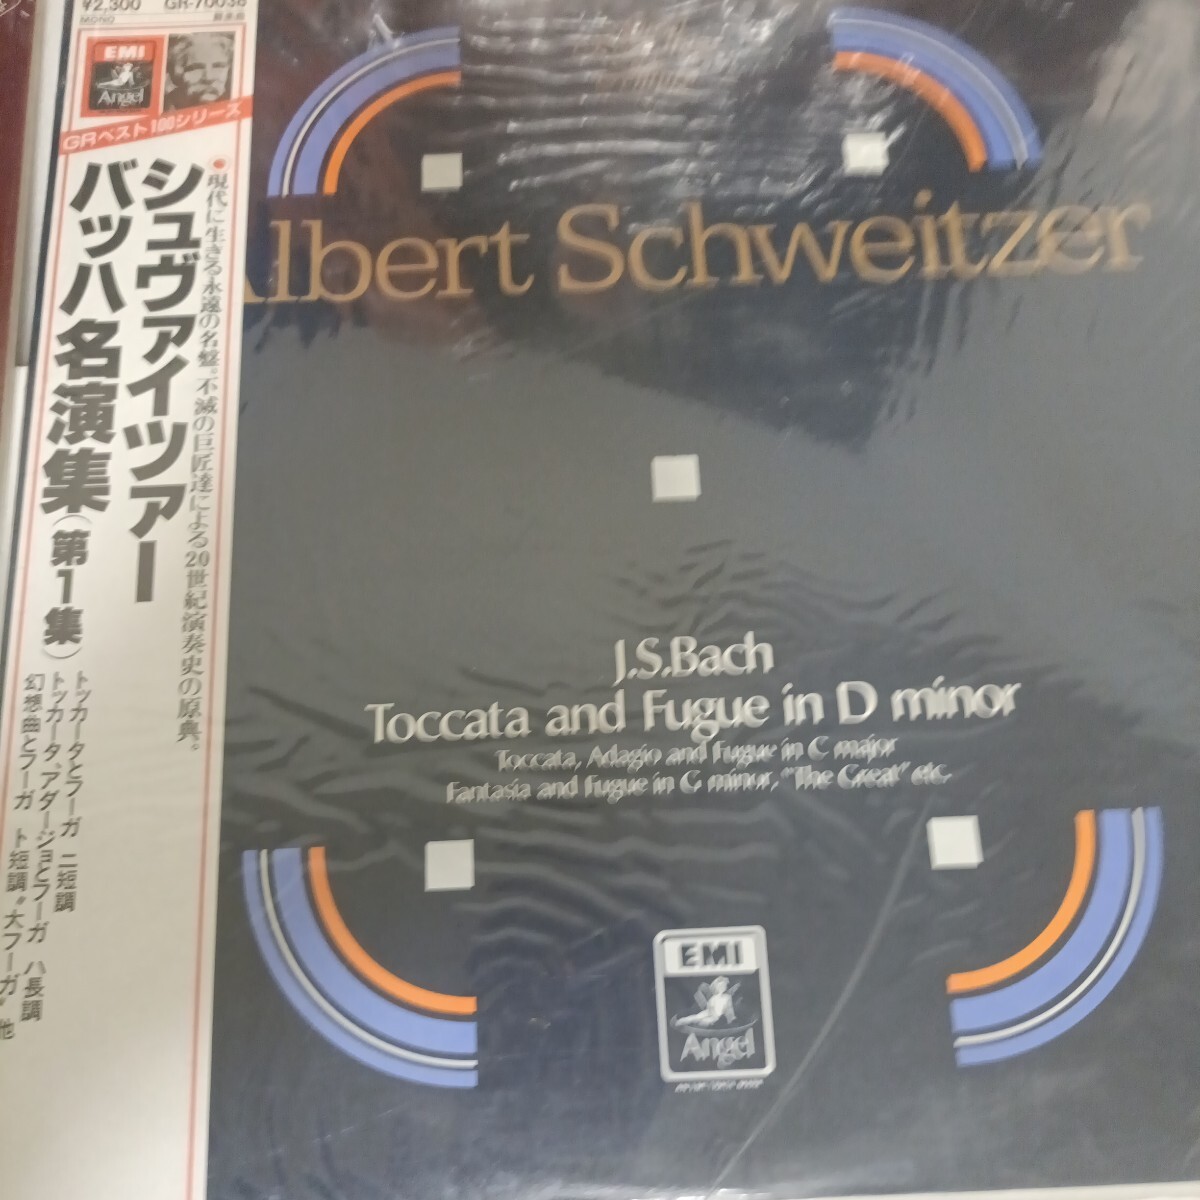 ¥2,300 GR-70036
MONO
EMI
Angel
GRベスト100シリーズ
●現代に生きる永遠の名盤。不滅の巨匠達による20世紀演奏史の原典。
シュヴァイツァー
バッハ名演集(第1集)
トッカータとフーガ ニ短調
トッカータ、アダージョとフーガ ハ長調
幻想曲とフーガ ト短調"大フーガ" 他
Albert Schweitzer
J.S.Bach
Toccata and Fugue in D minor
Toccata, Adagio and Fugue in C major
Fantasia and Fugue in G minor, "The Great" etc.
EMI
Angel